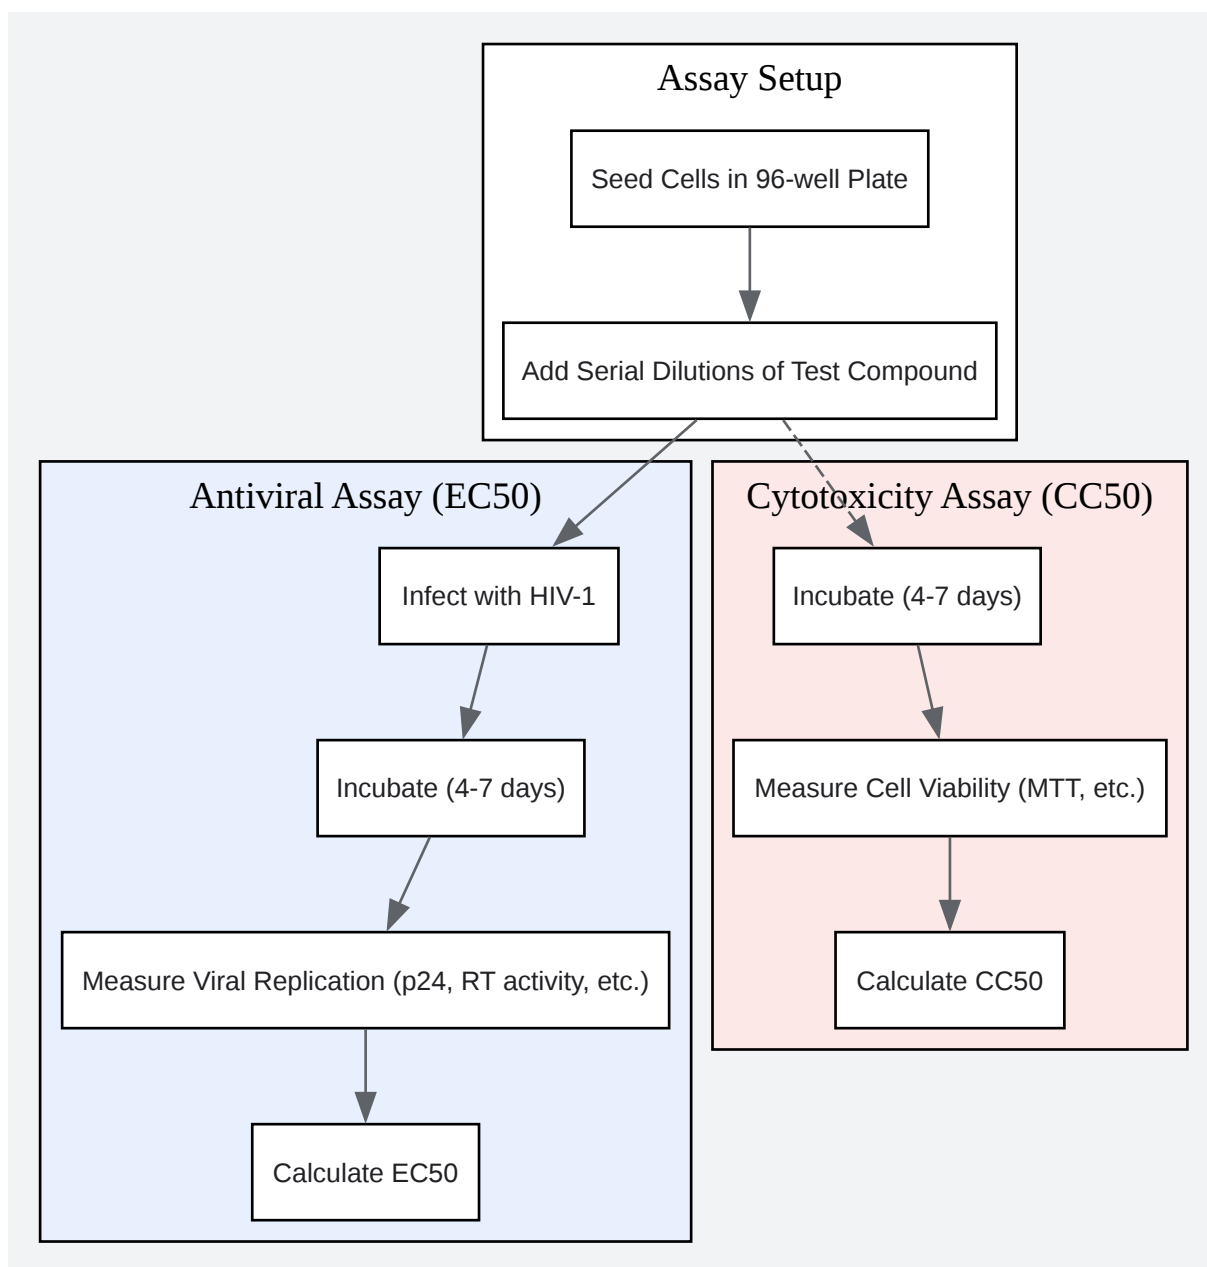 Assay Setup
Seed Cells in 96-well Plate
Add Serial Dilutions of Test Compound
Antiviral Assay (EC50)
Infect with HIV-1
Incubate (4-7 days)
Measure Viral Replication (p24, RT activity, etc.)
Calculate EC50
Cytotoxicity Assay (CC50)
Incubate (4-7 days)
Measure Cell Viability (MTT, etc.)
Calculate CC50